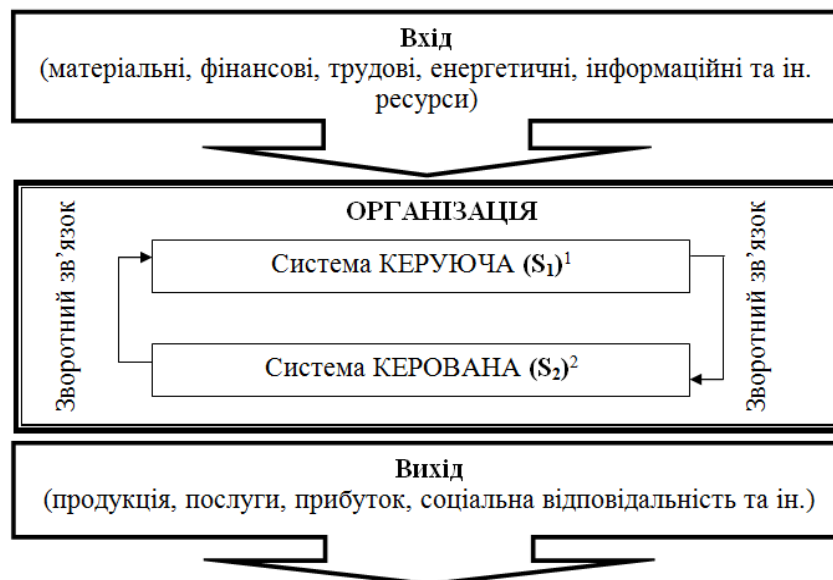 Вхід
(матеріальні, фінансові, трудові, енергетичні, інформаційні та ін.
ресурси)
ОРГАНІЗАЦІЯ
Зворотний зв’язок
Система КЕРУЮЧА (S₁)¹
Система КЕРОВАНА (S₂)²
Зворотний зв’язок
Вихід
(продукція, послуги, прибуток, соціальна відповідальність та ін.)